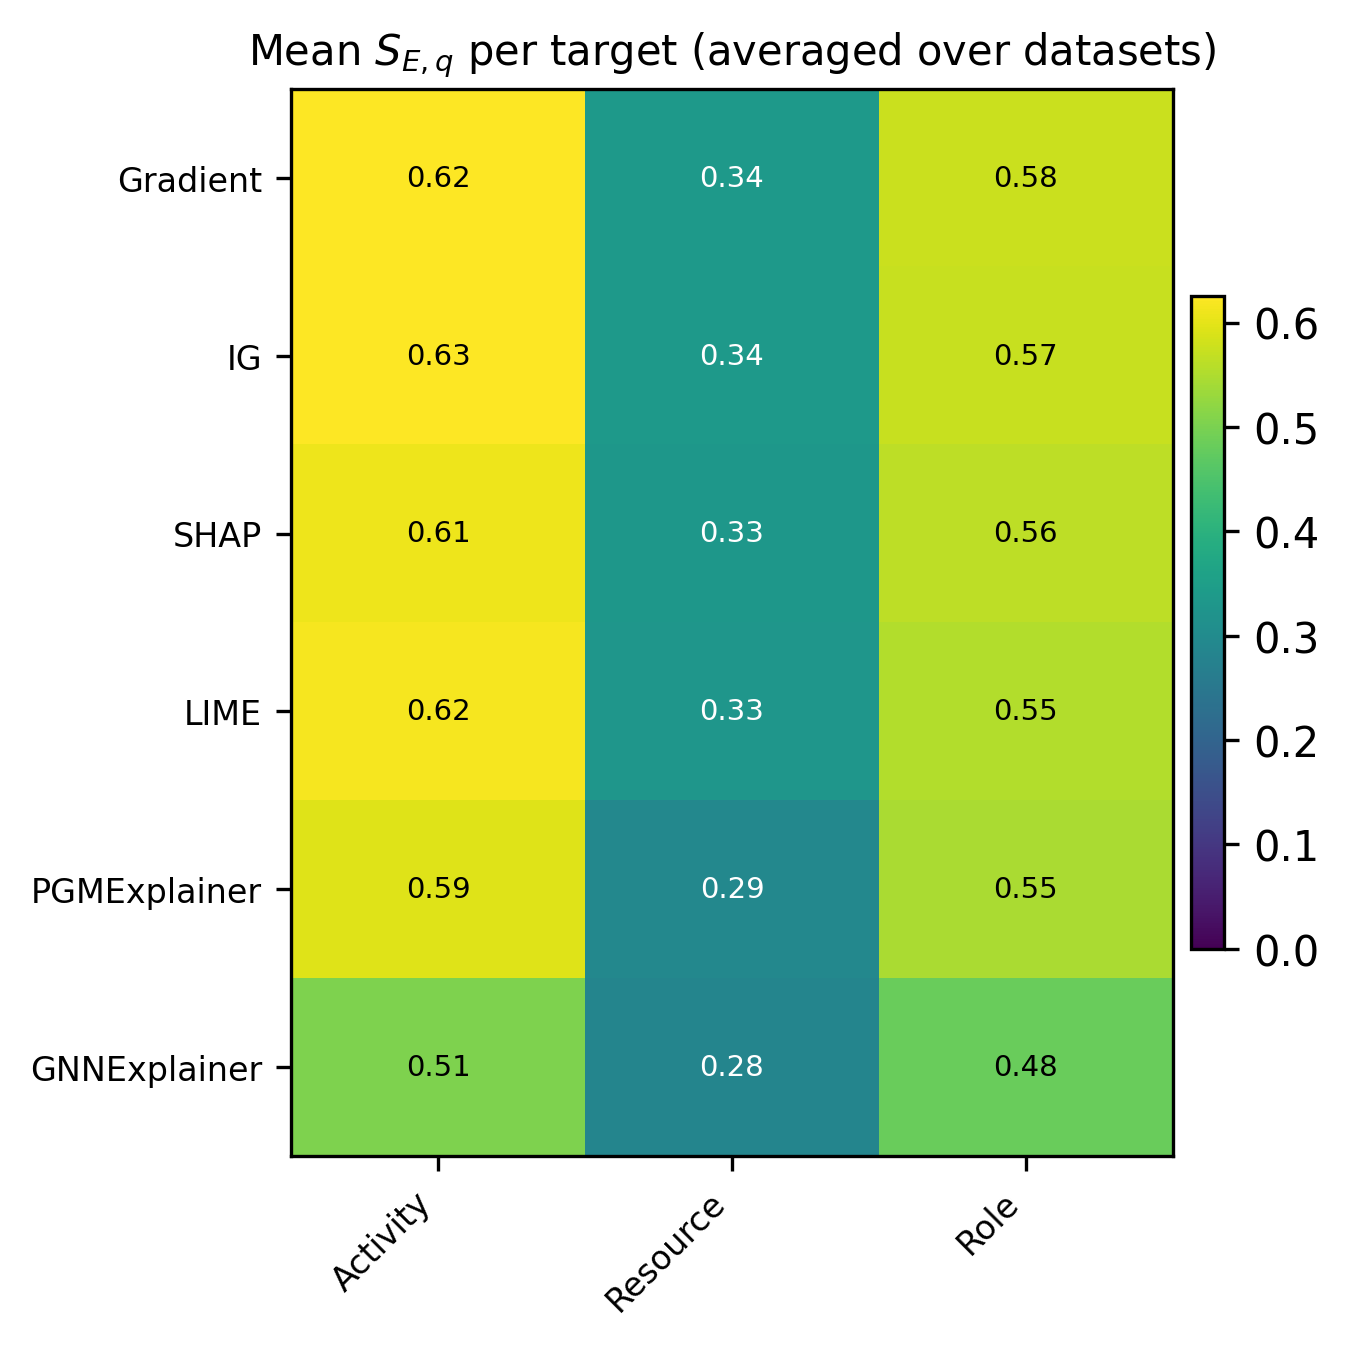 Mean S_{E, q} per target (averaged over datasets)
Gradient 0.62 0.34 0.58
IG 0.63 0.34 0.57
SHAP 0.61 0.33 0.56
LIME 0.62 0.33 0.55
PGMExplainer 0.59 0.29 0.55
GNNExplainer 0.51 0.28 0.48
Activity Resource Role
0.6
0.5
0.4
0.3
0.2
0.1
0.0